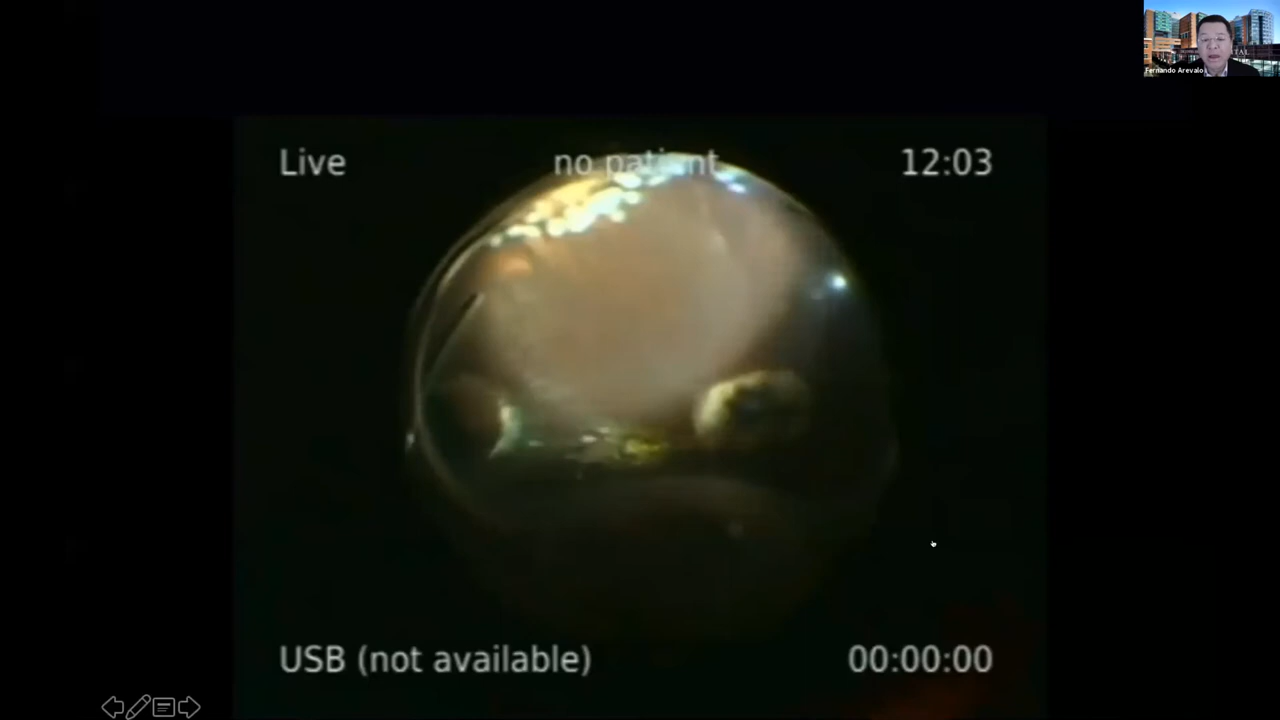 Fernando Arevalo
Live
no patient
12:03
USB (not available)
00:00:00